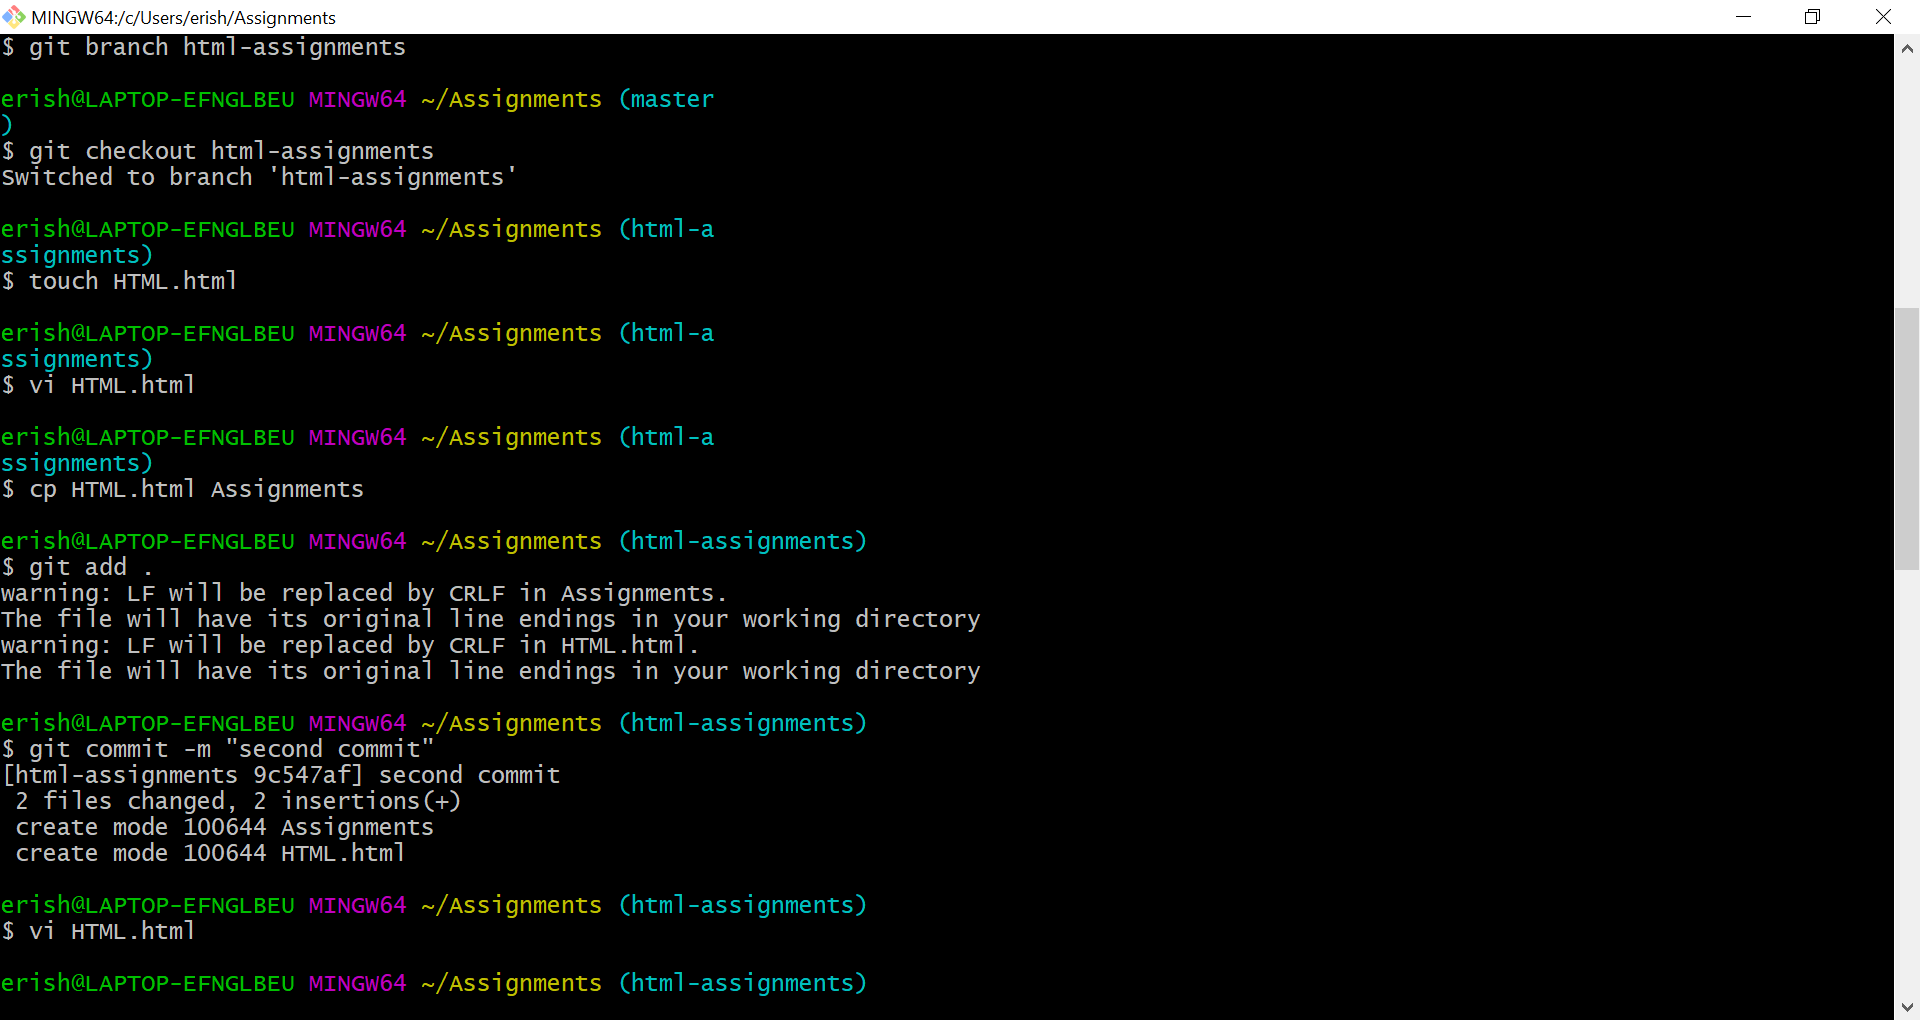 MINGW64:/c/Users/erish/Assignments
$ git branch html-assignments
erish@LAPTOP-EFNGLBEU MINGW64 ~/Assignments (master
)
$ git checkout html-assignments
Switched to branch 'html-assignments'
erish@LAPTOP-EFNGLBEU MINGW64 ~/Assignments (html-a
ssignments)
$ touch HTML.html
erish@LAPTOP-EFNGLBEU MINGW64 ~/Assignments (html-a
ssignments)
$ vi HTML.html
erish@LAPTOP-EFNGLBEU MINGW64 ~/Assignments (html-a
ssignments)
$ cp HTML.html Assignments
erish@LAPTOP-EFNGLBEU MINGW64 ~/Assignments (html-assignments)
$ git add .
warning: LF will be replaced by CRLF in Assignments.
The file will have its original line endings in your working directory
warning: LF will be replaced by CRLF in HTML.html.
The file will have its original line endings in your working directory
erish@LAPTOP-EFNGLBEU MINGW64 ~/Assignments (html-assignments)
$ git commit -m "second commit"
[html-assignments 9c547af] second commit
 2 files changed, 2 insertions(+)
 create mode 100644 Assignments
 create mode 100644 HTML.html
erish@LAPTOP-EFNGLBEU MINGW64 ~/Assignments (html-assignments)
$ vi HTML.html
erish@LAPTOP-EFNGLBEU MINGW64 ~/Assignments (html-assignments)